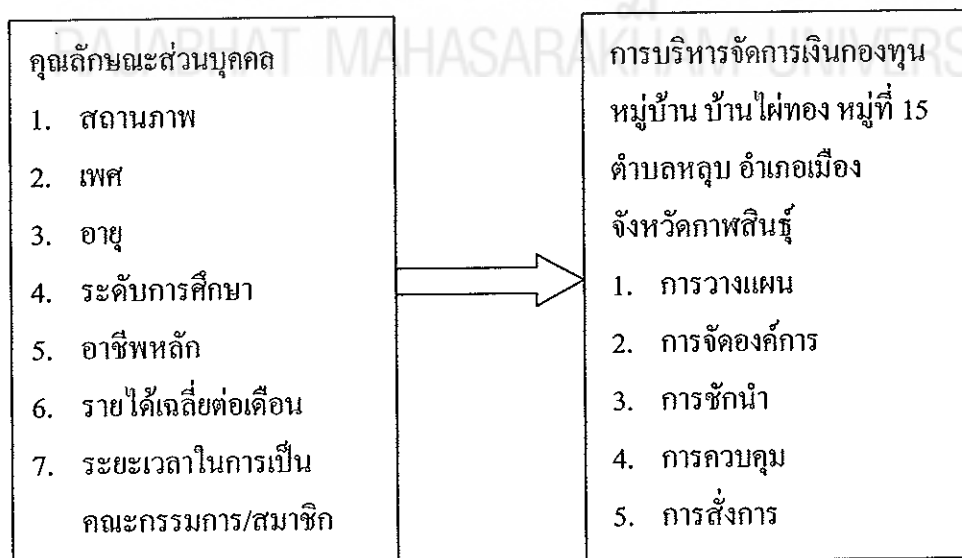 RAJABHAT MAHASARAKHAM UNIVERS
คุณลักษณะส่วนบุคคล
1. สถานภาพ
2. เพศ
3. อายุ
4. ระดับการศึกษา
5. อาชีพหลัก
6. รายได้เฉลี่ยต่อเดือน
7. ระยะเวลาในการเป็น
คณะกรรมการ/สมาชิก
การบริหารจัดการเงินกองทุน
หมู่บ้าน บ้านไผ่ทอง หมู่ที่ 15
ตำบลหลุบ อำเภอเมือง
จังหวัดกาฬสินธุ์
1. การวางแผน
2. การจัดองค์การ
3. การชักนำ
4. การควบคุม
5. การสั่งการ